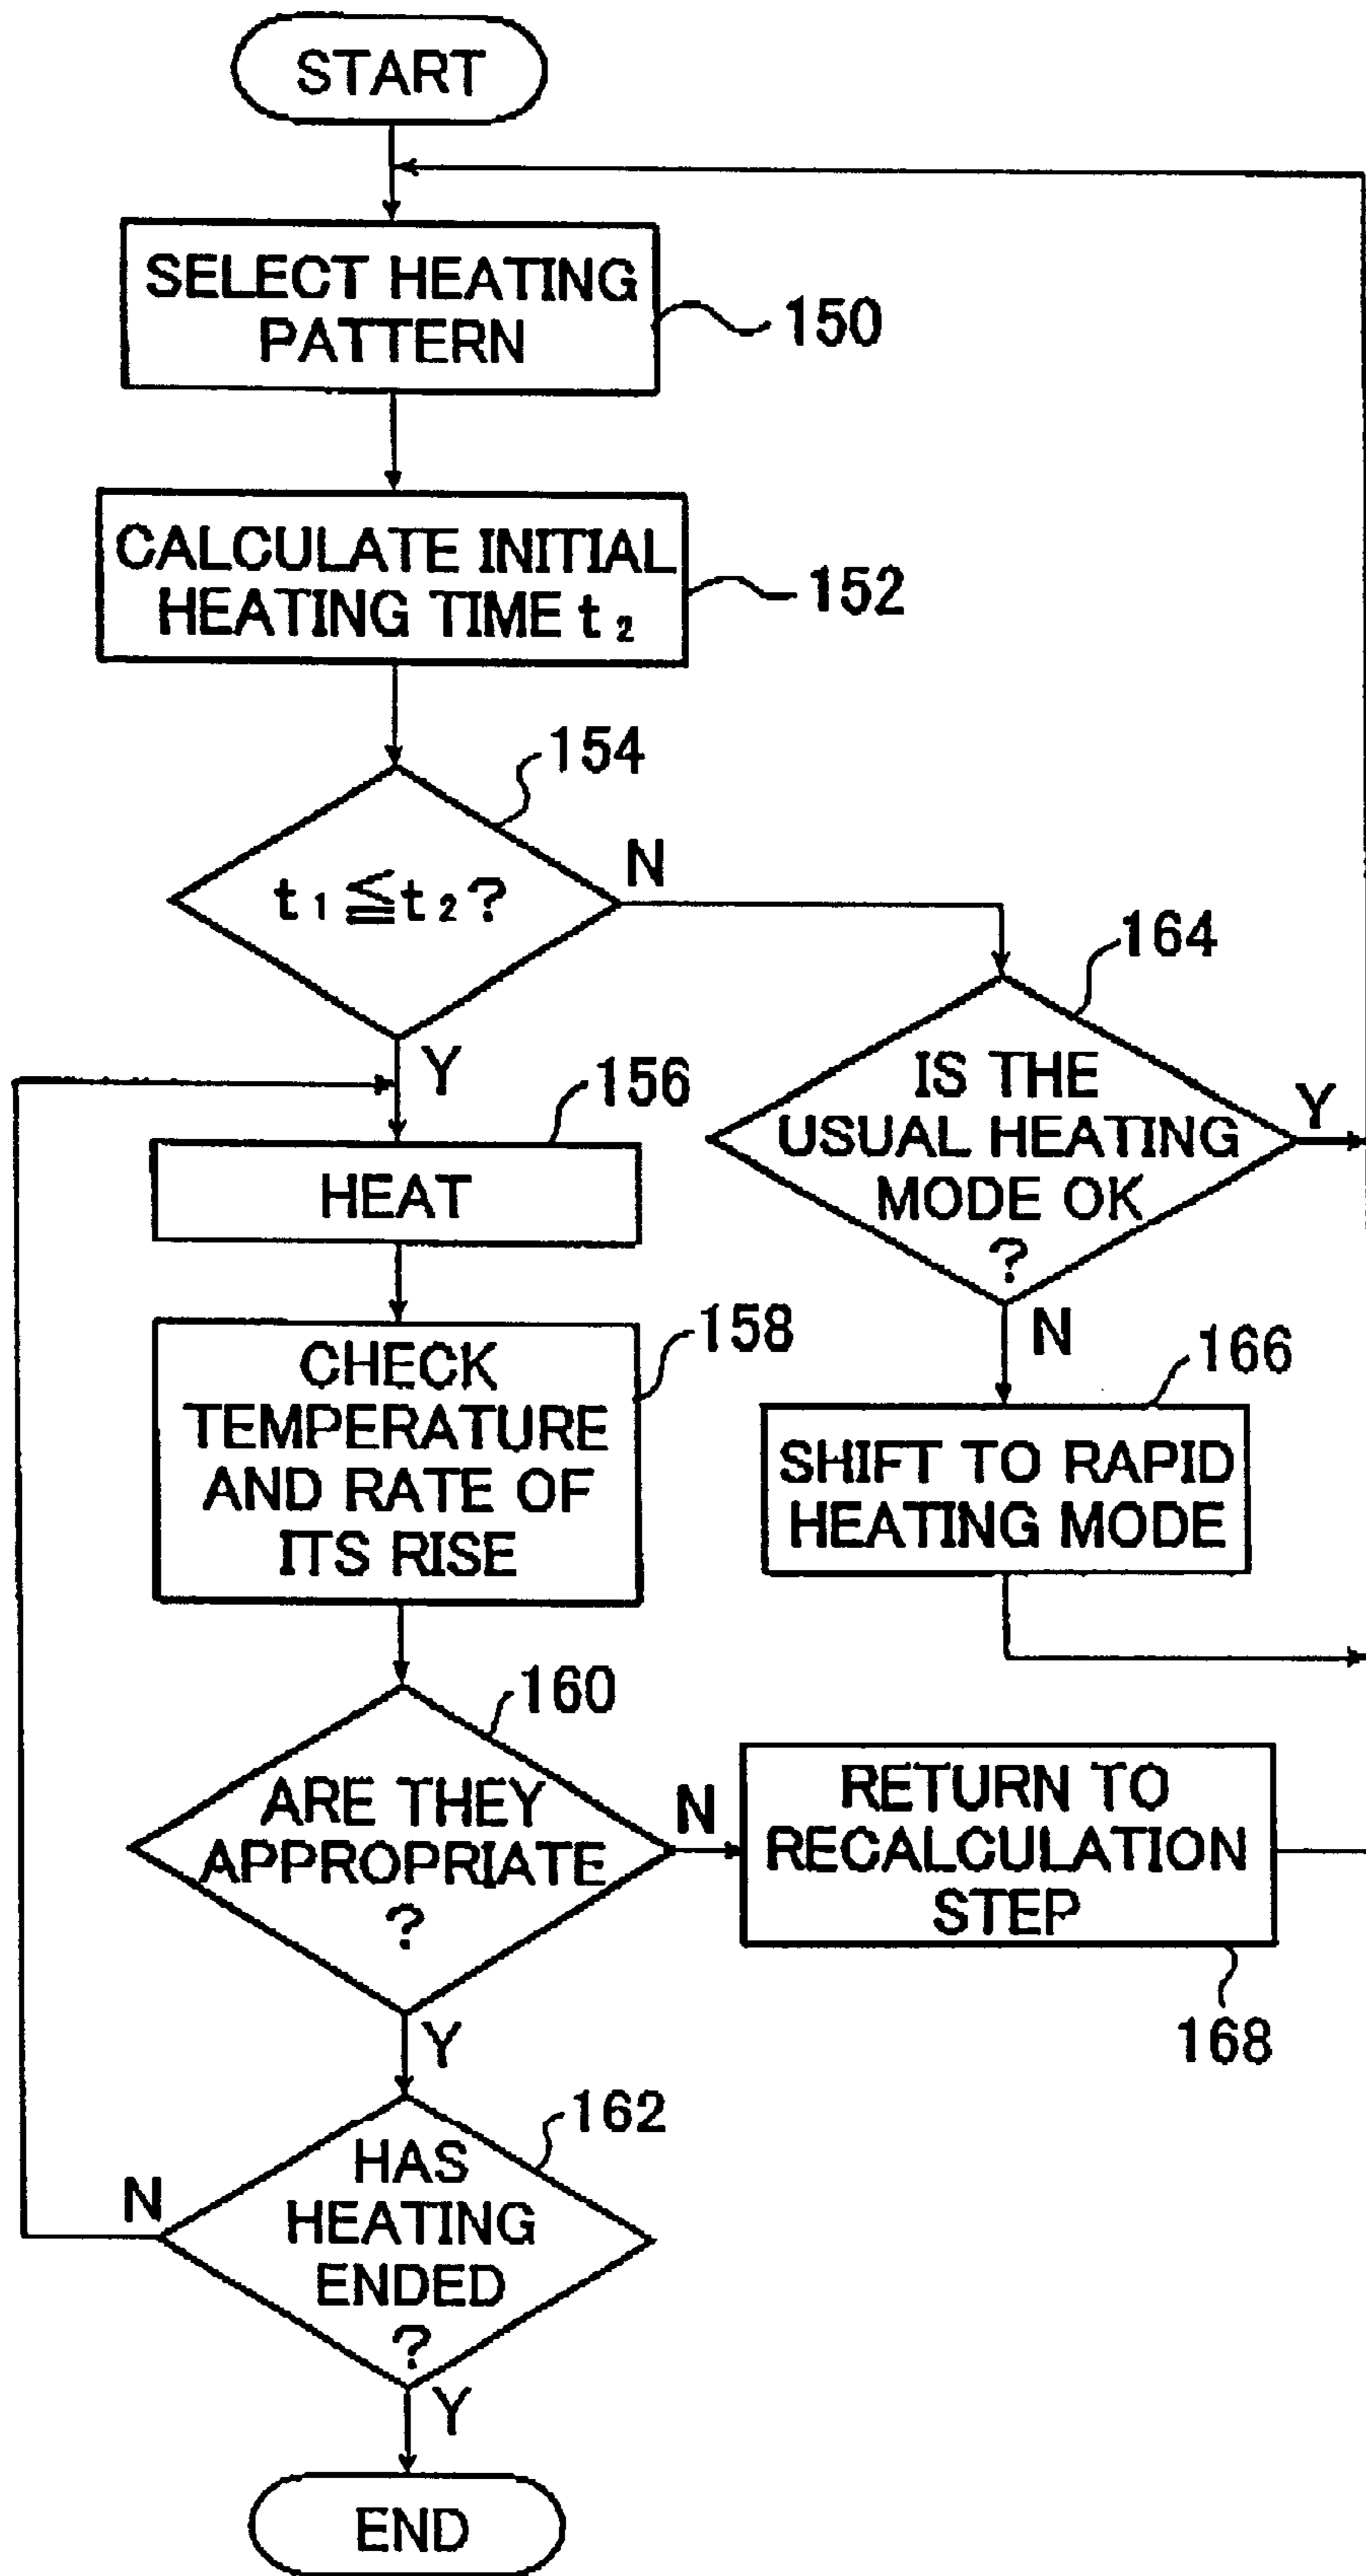 START
SELECT HEATING
PATTERN
150
CALCULATE INITIAL
HEATING TIME t₂
152
154
t₁≦t₂?
N
Y
164
IS THE
USUAL HEATING
MODE OK
?
Y
N
156
HEAT
158
CHECK
TEMPERATURE
AND RATE OF
ITS RISE
166
SHIFT TO RAPID
HEATING MODE
160
ARE THEY
APPROPRIATE
?
N
Y
RETURN TO
RECALCULATION
STEP
168
162
HAS
HEATING
ENDED
?
N
Y
END